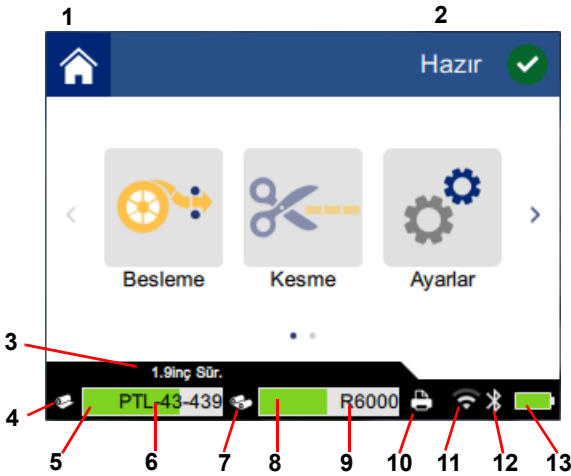 1 2
Hazır
Besleme Kesme Ayarlar
3
1.9inç Sür.
PTL-43-439 R6000
4 5 6 7 8 9 10 11 12 13